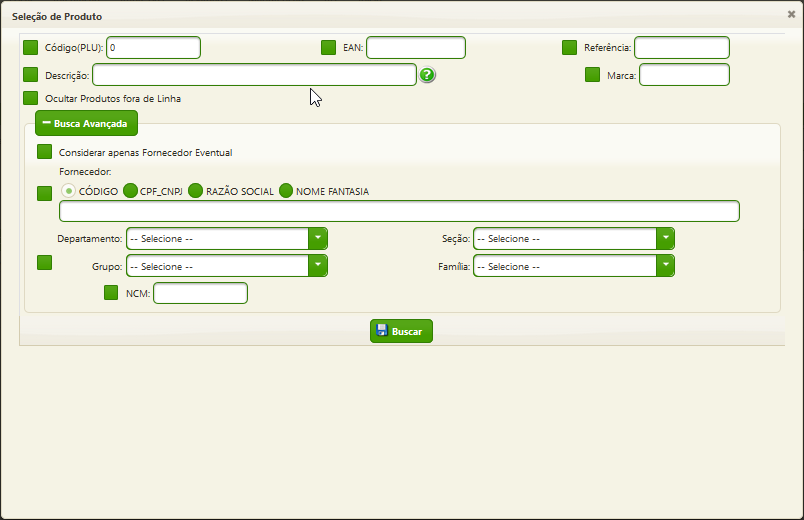 Seleção de Produto
Código(PLU): 0 EAN: Referência:
Descrição: ? Marca:
Ocultar Produtos fora de Linha
Busca Avançada
Considerar apenas Fornecedor Eventual
Fornecedor:
CÓDIGO CPF_CNPJ RAZÃO SOCIAL NOME FANTASIA
Departamento: -- Selecione -- Seção: -- Selecione --
Grupo: -- Selecione -- Família: -- Selecione --
NCM:
Buscar